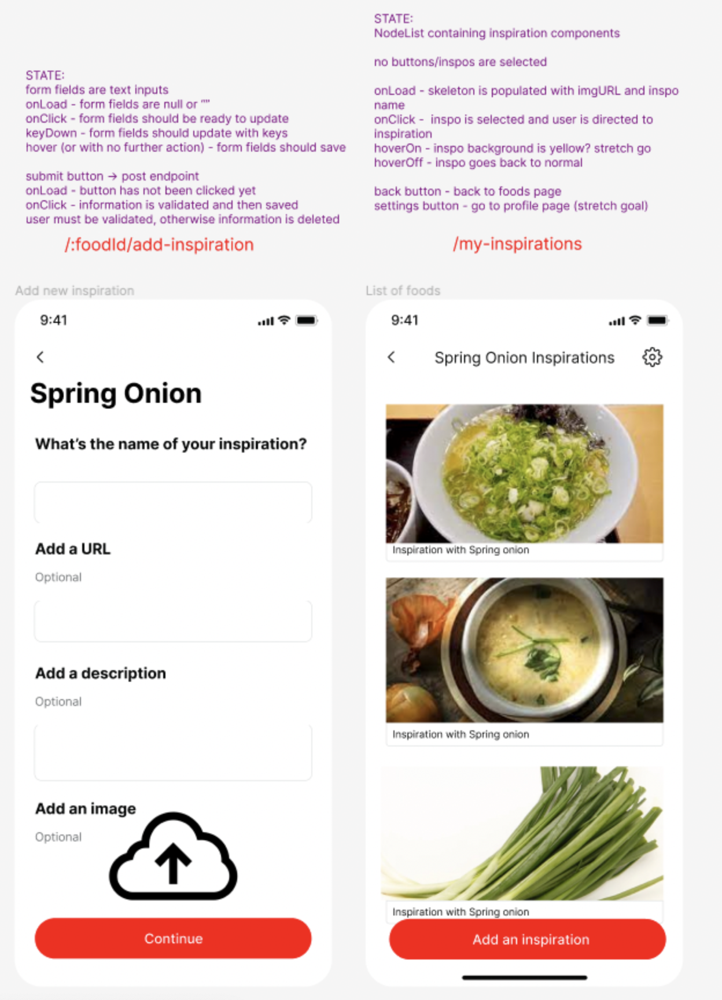 STATE:
form fields are text inputs
onLoad - form fields are null or ""
onClick - form fields should be ready to update
keyDown - form fields should update with keys
hover (or with no further action) - form fields should save
submit button → post endpoint
onLoad - button has not been clicked yet
onClick - information is validated and then saved
user must be validated, otherwise information is deleted
/:foodId/add-inspiration
STATE:
NodeList containing inspiration components
no buttons/inspos are selected
onLoad - skeleton is populated with imgURL and inspo
name
onClick - inspo is selected and user is directed to
inspiration
hoverOn - inspo background is yellow? stretch go
hoverOff - inspo goes back to normal
back button - back to foods page
settings button - go to profile page (stretch goal)
/my-inspirations
Add new inspiration
9:41
Spring Onion
What's the name of your inspiration?
Add a URL
Optional
Add a description
Optional
Add an image
Optional
Continue
List of foods
9:41
Spring Onion Inspirations
Inspiration with Spring onion
Inspiration with Spring onion
Inspiration with Spring onion
Add an inspiration